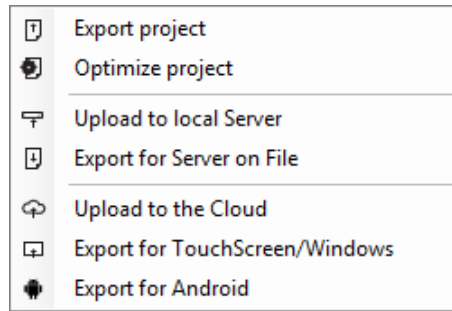 Export project
Optimize project
Upload to local Server
Export for Server on File
Upload to the Cloud
Export for TouchScreen/Windows
Export for Android